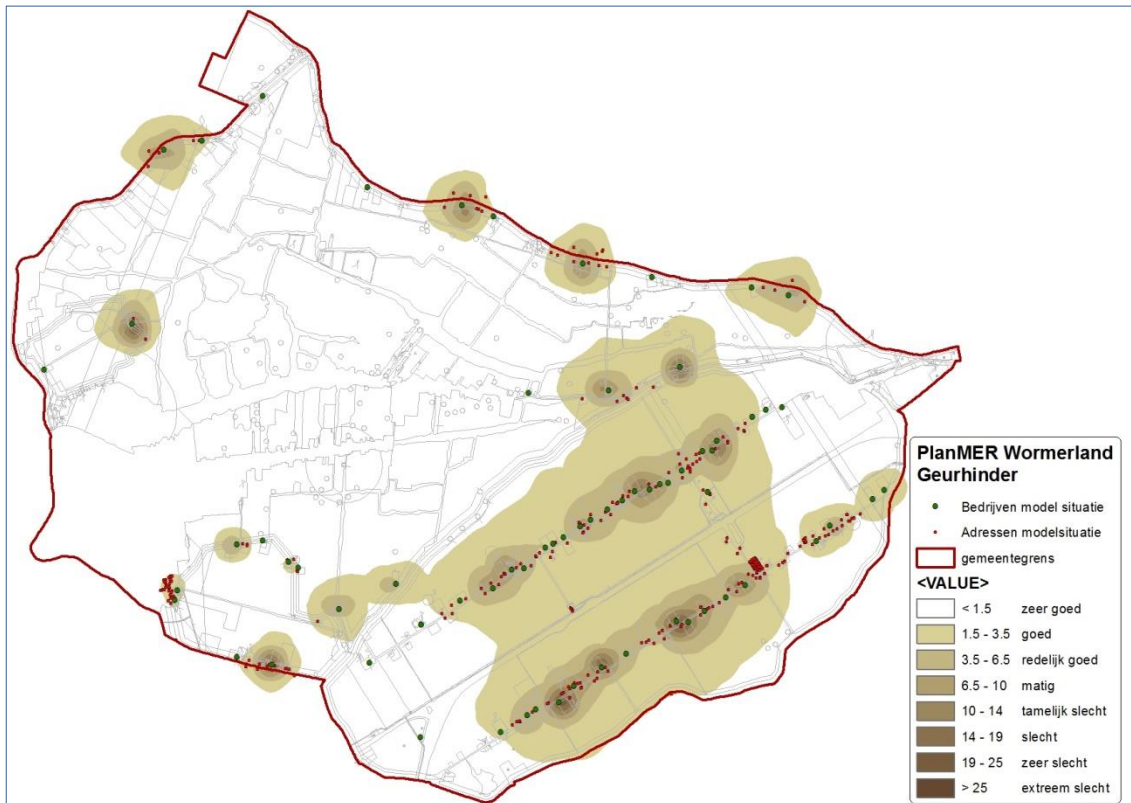 PlanMER Wormerland
Geurhinder
Bedrijven model situatie
Adressen modelsituatie
gemeentegrens
<VALUE>
< 1.5 zeer goed
1.5 - 3.5 goed
3.5 - 6.5 redelijk goed
6.5 - 10 matig
10 - 14 tamelijk slecht
14 - 19 slecht
19 - 25 zeer slecht
> 25 extreem slecht